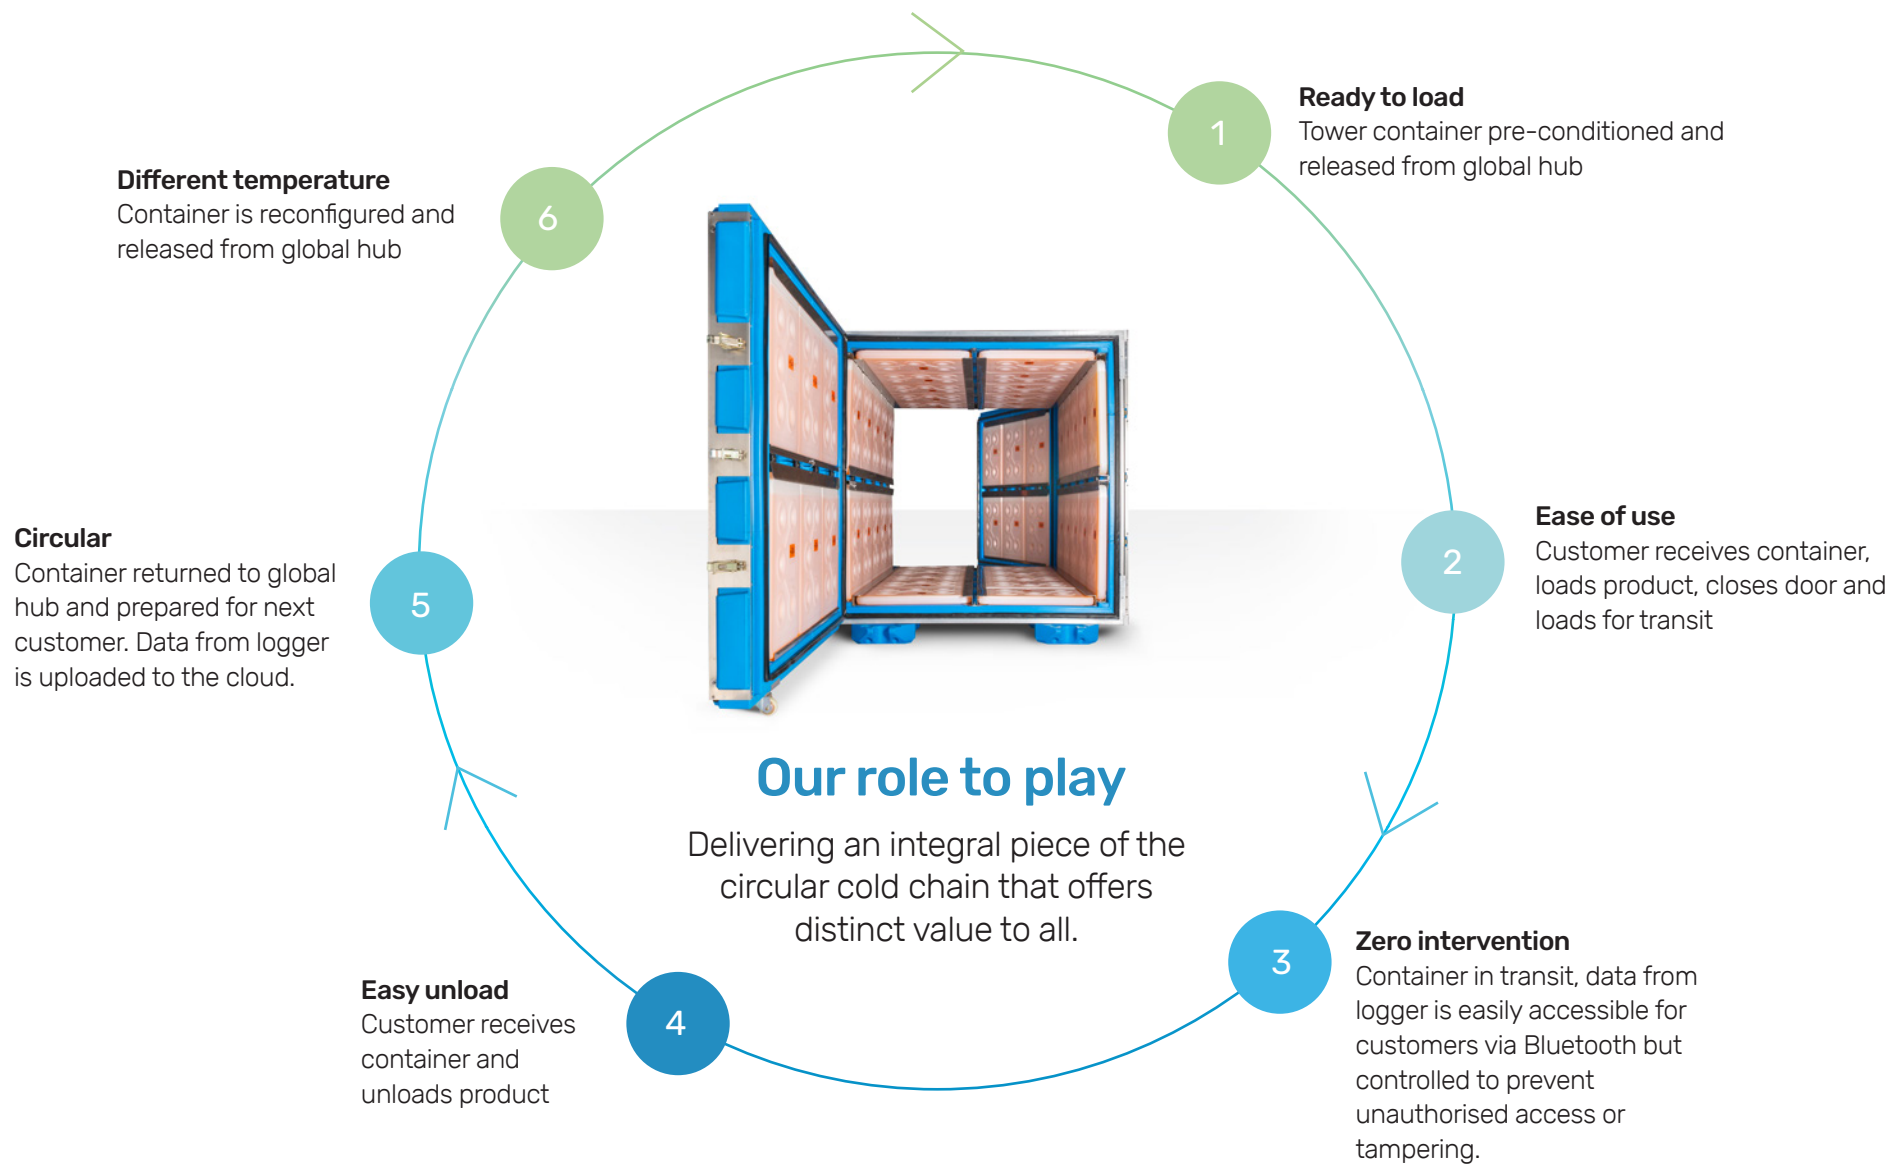 1
Ready to load
Tower container pre-conditioned and
released from global hub
2
Ease of use
Customer receives container,
loads product, closes door and
loads for transit
3
Zero intervention
Container in transit, data from
logger is easily accessible for
customers via Bluetooth but
controlled to prevent
unauthorised access or
tampering.
4
Easy unload
Customer receives
container and
unloads product
5
Circular
Container returned to global
hub and prepared for next
customer. Data from logger
is uploaded to the cloud.
6
Different temperature
Container is reconfigured and
released from global hub
Our role to play
Delivering an integral piece of the
circular cold chain that offers
distinct value to all.